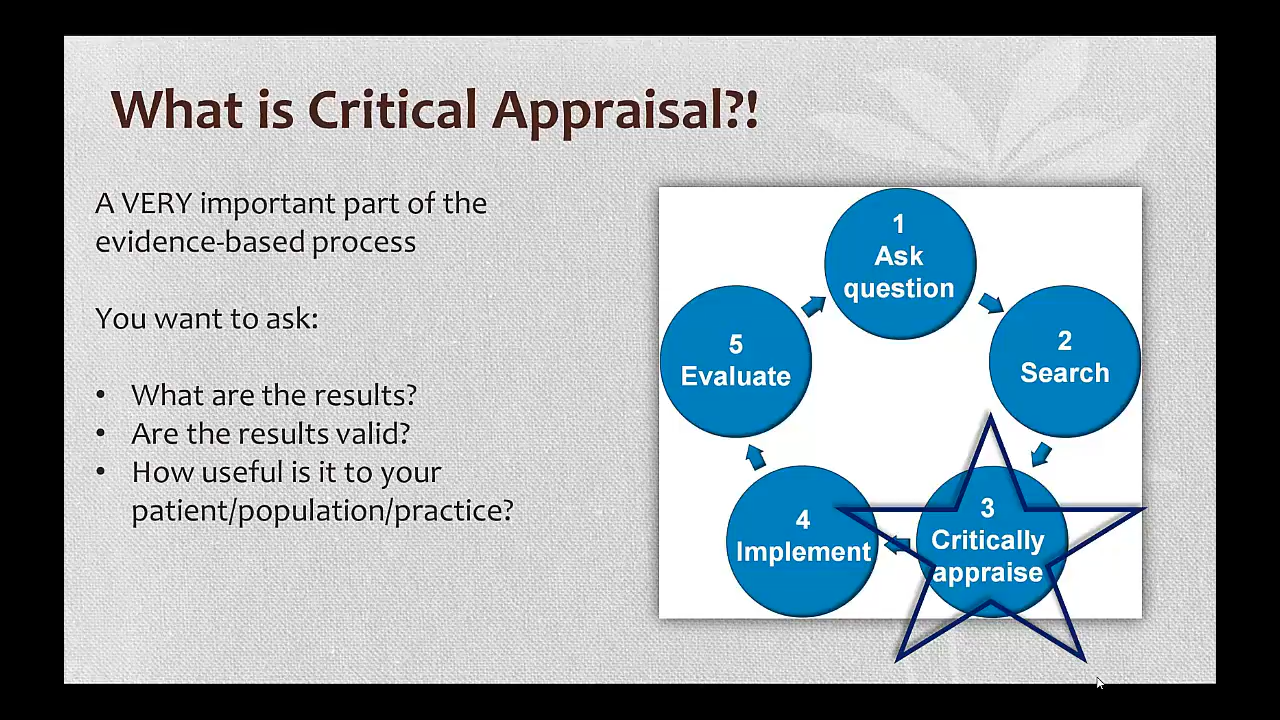 What is Critical Appraisal?!
A VERY important part of the
evidence-based process
You want to ask:
• What are the results?
• Are the results valid?
• How useful is it to your
patient/population/practice?
1
Ask
question
2
Search
3
Critically
appraise
4
Implement
5
Evaluate